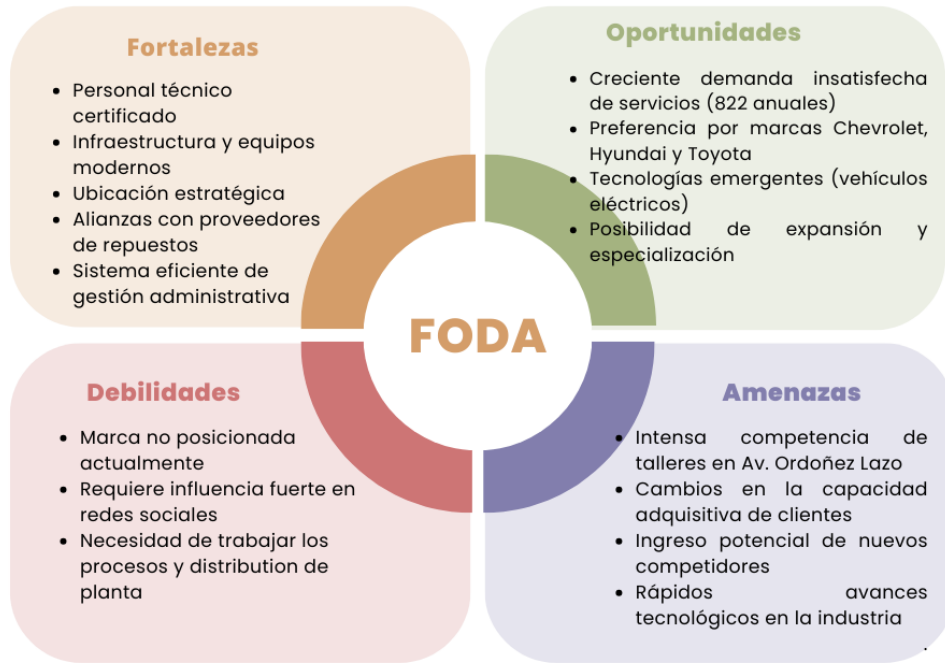 Fortalezas
• Personal técnico
certificado
• Infraestructura y equipos
modernos
• Ubicación estratégica
• Alianzas con proveedores
de repuestos
• Sistema eficiente de
gestión administrativa
Oportunidades
• Creciente demanda insatisfecha
de servicios (822 anuales)
• Preferencia por marcas Chevrolet,
Hyundai y Toyota
• Tecnologías emergentes (vehículos
eléctricos)
• Posibilidad de expansión y
especialización
FODA
Debilidades
• Marca no posicionada
actualmente
• Requiere influencia fuerte en
redes sociales
• Necesidad de trabajar los
procesos y distribution de
planta
Amenazas
• Intensa competencia de
talleres en Av. Ordoñez Lazo
• Cambios en la capacidad
adquisitiva de clientes
• Ingreso potencial de nuevos
competidores
• Rápidos avances
tecnológicos en la industria
.